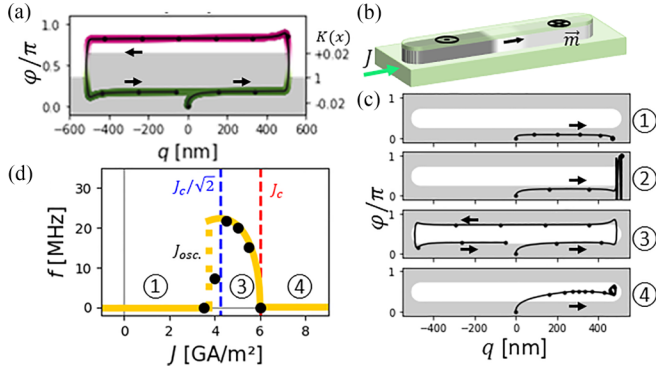 (a)
φ/π
1.0
0.5
0.0
K(x)
+0.02
1
-0.02
-600 -400 -200 0 200 400 600
q [nm]
(b)
J
m
(c)
1
0
①
1
0
②
φ/π
1
0
③
1
0
④
-400 -200 0 200 400
q [nm]
(d)
J_c/√2
J_c
f [MHz]
30
20
10
0
J_osc.
①
③
④
0 2 4 6 8
J [GA/m²]